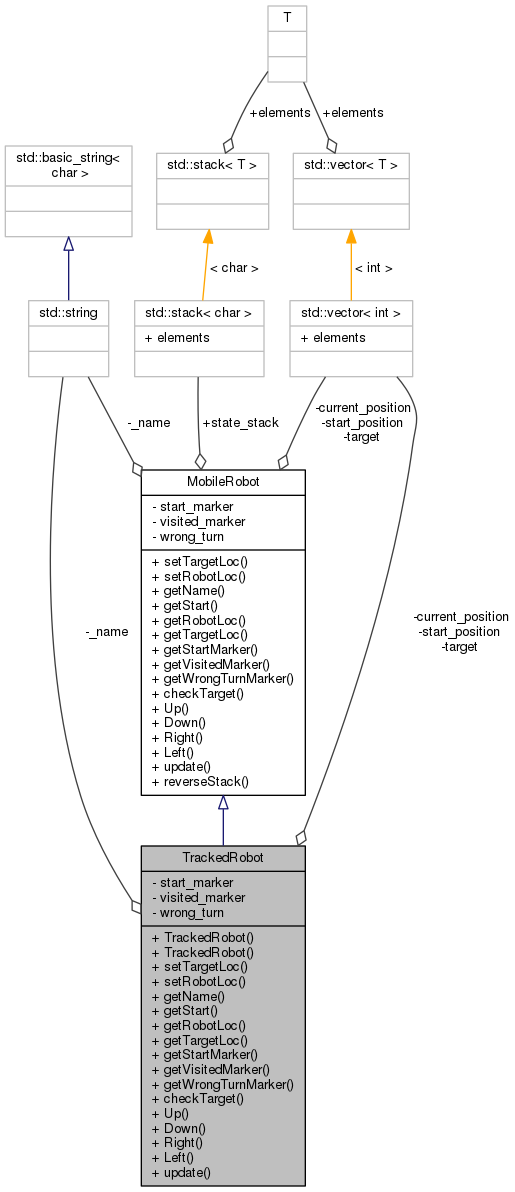 T
+elements
+elements
std::basic_string<
char >
std::stack< T >
std::vector< T >
< char >
< int >
std::string
std::stack< char >
+ elements
std::vector< int >
+ elements
-_name
+state_stack
-current_position
-start_position
-target
MobileRobot
- start_marker
- visited_marker
- wrong_turn
+ setTargetLoc()
+ setRobotLoc()
+ getName()
+ getStart()
+ getRobotLoc()
+ getTargetLoc()
+ getStartMarker()
+ getVisitedMarker()
+ getWrongTurnMarker()
+ checkTarget()
+ Up()
+ Down()
+ Right()
+ Left()
+ update()
+ reverseStack()
-_name
-current_position
-start_position
-target
TrackedRobot
- start_marker
- visited_marker
- wrong_turn
+ TrackedRobot()
+ TrackedRobot()
+ setTargetLoc()
+ setRobotLoc()
+ getName()
+ getStart()
+ getRobotLoc()
+ getTargetLoc()
+ getStartMarker()
+ getVisitedMarker()
+ getWrongTurnMarker()
+ checkTarget()
+ Up()
+ Down()
+ Right()
+ Left()
+ update()